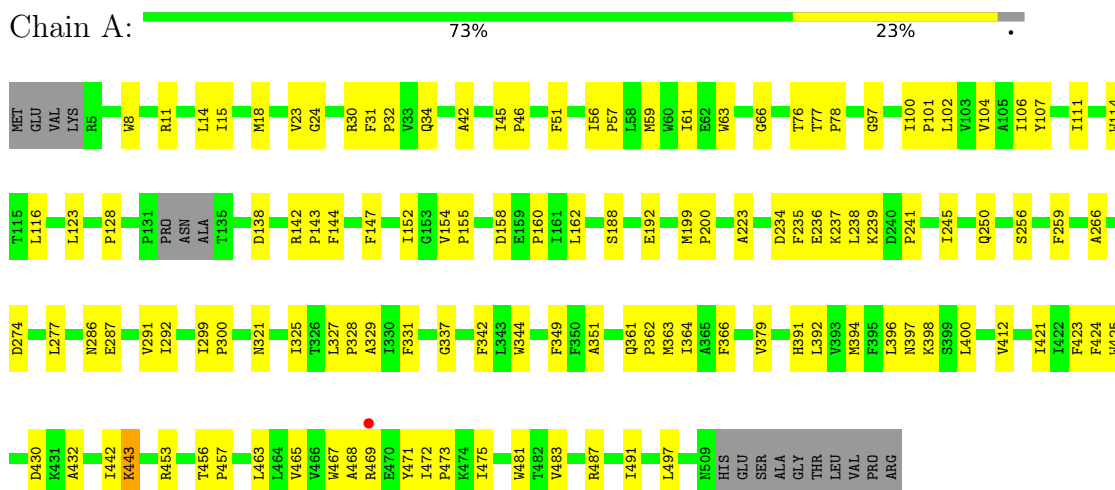 Chain A:
73% 23% •
MET GLU VAL LYS R5 W8 R11 L14 I15 M18 V23 G24 R30 F31 P32 V33 Q34 A42 I45 P46 F51 I56 P57 L58 M59 W60 I61 E62 W63 G66 T76 T77 P78 G97 I100 P101 L102 V103 V104 A105 I106 Y107 I111
T115 L116 L123 P128 P131 PRO ASN ALA T135 D138 R142 P143 F144 F147 I152 G153 V154 P155 D158 E159 P160 I161 L162 S188 E192 M199 P200 A223 D234 F235 E236 K237 L238 K239 D240 P241 I245 Q250 S256 F259 A266
D274 L277 N286 E287 V291 I292 I299 P300 N321 I325 T326 L327 P328 A329 I330 F331 G337 F342 L343 W344 F349 F350 A351 Q361 P362 M363 I364 A365 F366 V379 H391 L392 V393 M394 F395 L396 N397 K398 S399 L400 V412 I421 I422 F423 F424
D430 K431 A432 I442 K443 R453 T456 P457 L463 L464 V465 V466 W467 A468 R469 E470 Y471 I472 P473 K474 I475 W481 T482 V483 R487 I491 L497 N509 HIS GLU SER ALA GLY THR LEU VAL PRO ARG